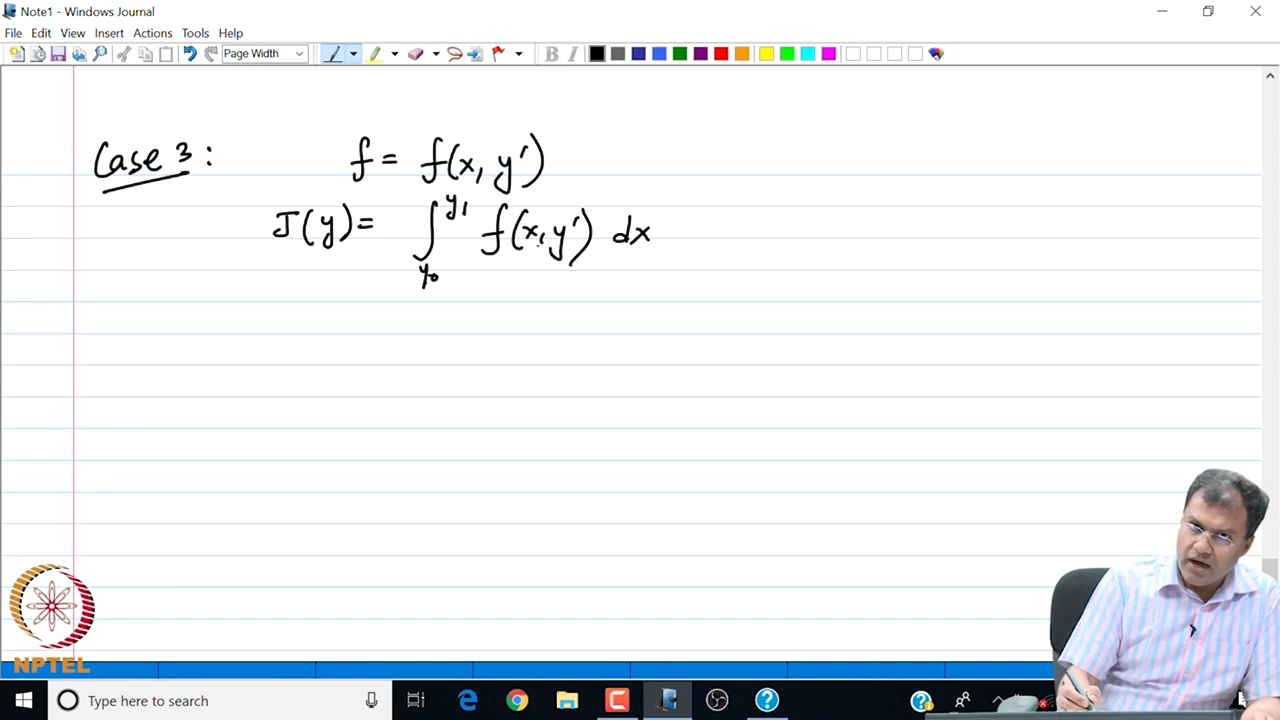 Note1 - Windows Journal
File Edit View Insert Actions Tools Help
Page Width B I
Case 3: f = f(x, y')
J(y) = ∫_{y₀}^{y₁} f(x, y') dx
NPTEL
Type here to search